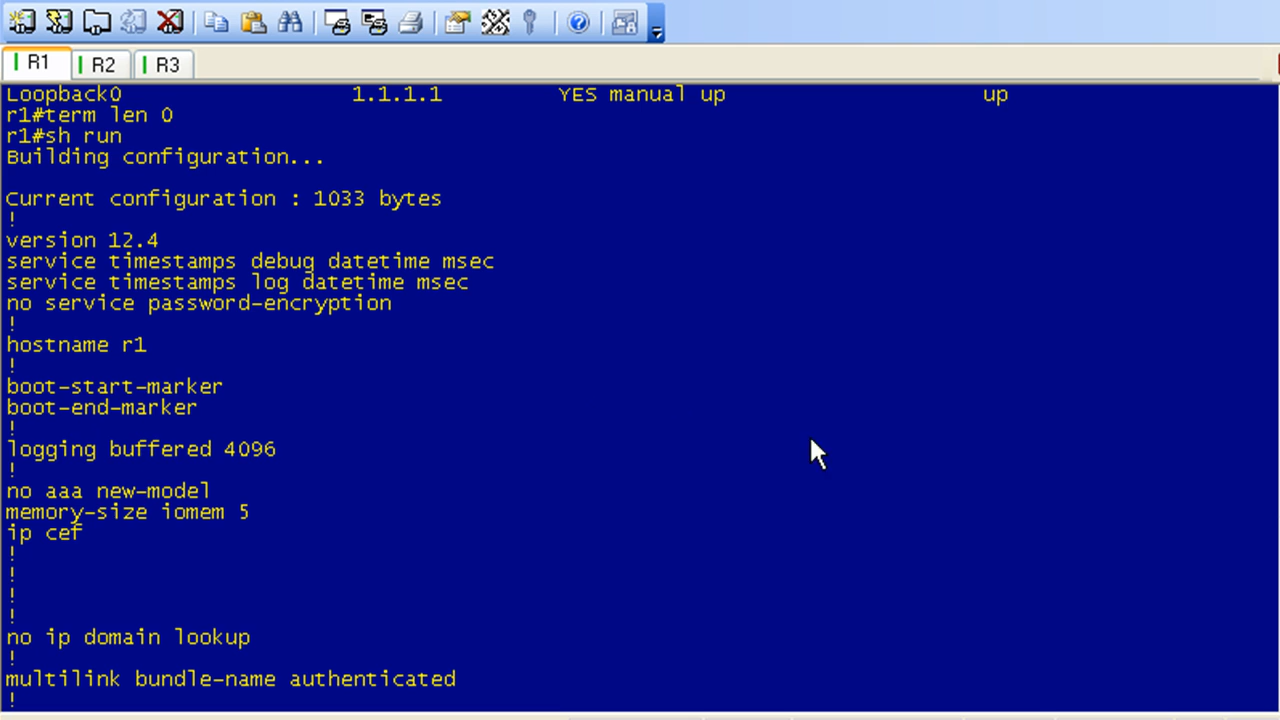 R1 R2 R3
Loopback0 1.1.1.1 YES manual up up
r1#term len 0
r1#sh run
Building configuration...
Current configuration : 1033 bytes
!
version 12.4
service timestamps debug datetime msec
service timestamps log datetime msec
no service password-encryption
!
hostname r1
!
boot-start-marker
boot-end-marker
!
logging buffered 4096
!
no aaa new-model
memory-size iomem 5
ip cef
!
!
!
!
no ip domain lookup
!
multilink bundle-name authenticated
!